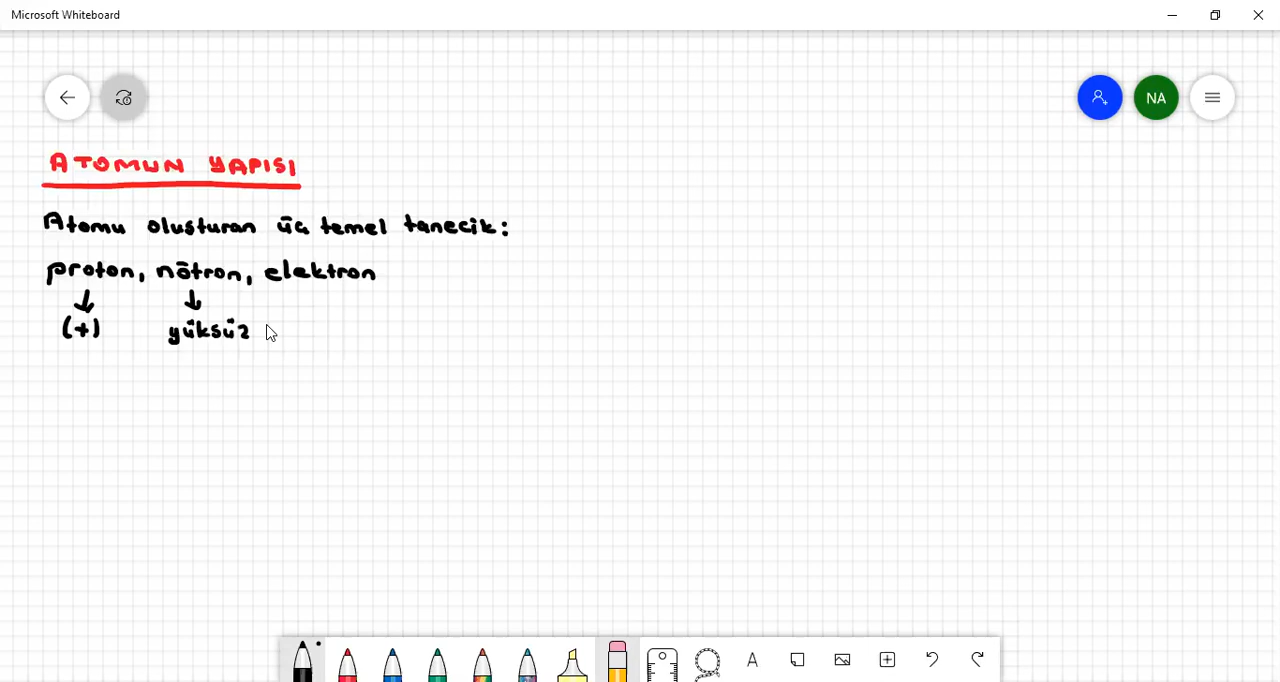 Microsoft Whiteboard
NA
ATOMUN YAPISI
Atomu oluşturan üç temel tanecik:
proton, nötron, elektron
(+) yüksüz
A